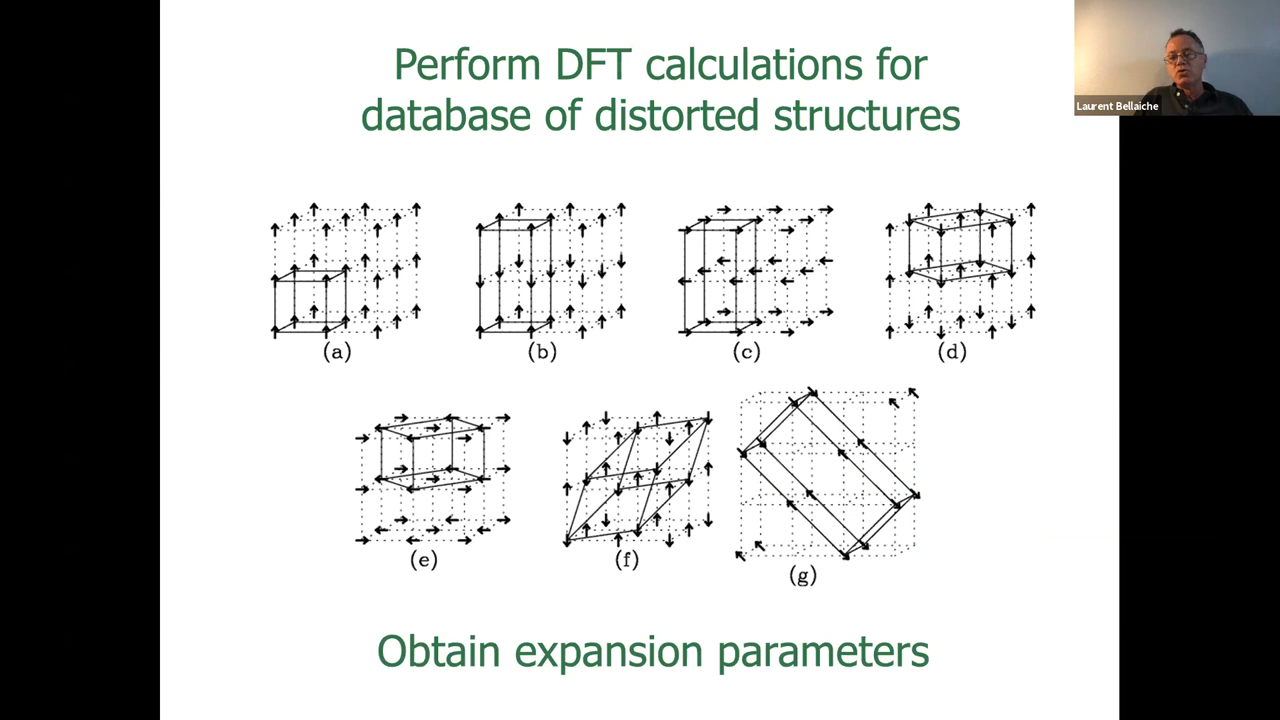 Perform DFT calculations for
database of distorted structures
Laurent Bellaiche
(a)
(b)
(c)
(d)
(e)
(f)
(g)
Obtain expansion parameters